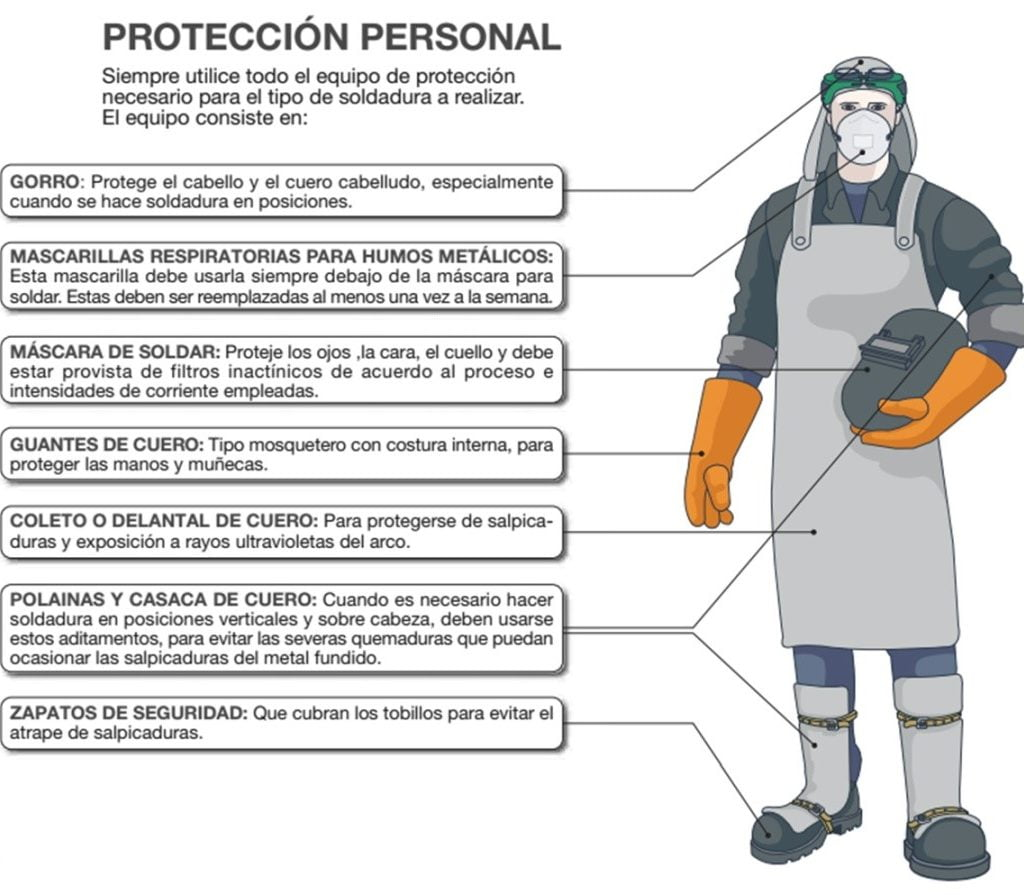 PROTECCIÓN PERSONAL
Siempre utilice todo el equipo de protección
necesario para el tipo de soldadura a realizar.
El equipo consiste en:
GORRO: Protege el cabello y el cuero cabelludo, especialmente
cuando se hace soldadura en posiciones.
MASCARILLAS RESPIRATORIAS PARA HUMOS METÁLICOS:
Esta mascarilla debe usarla siempre debajo de la máscara para
soldar. Estas deben ser reemplazadas al menos una vez a la semana.
MÁSCARA DE SOLDAR: Proteje los ojos ,la cara, el cuello y debe
estar provista de filtros inactínicos de acuerdo al proceso e
intensidades de corriente empleadas.
GUANTES DE CUERO: Tipo mosquetero con costura interna, para
proteger las manos y muñecas.
COLETO O DELANTAL DE CUERO: Para protegerse de salpica-
duras y exposición a rayos ultravioletas del arco.
POLAINAS Y CASACA DE CUERO: Cuando es necesario hacer
soldadura en posiciones verticales y sobre cabeza, deben usarse
estos aditamentos, para evitar las severas quemaduras que puedan
ocasionar las salpicaduras del metal fundido.
ZAPATOS DE SEGURIDAD: Que cubran los tobillos para evitar el
atrape de salpicaduras.